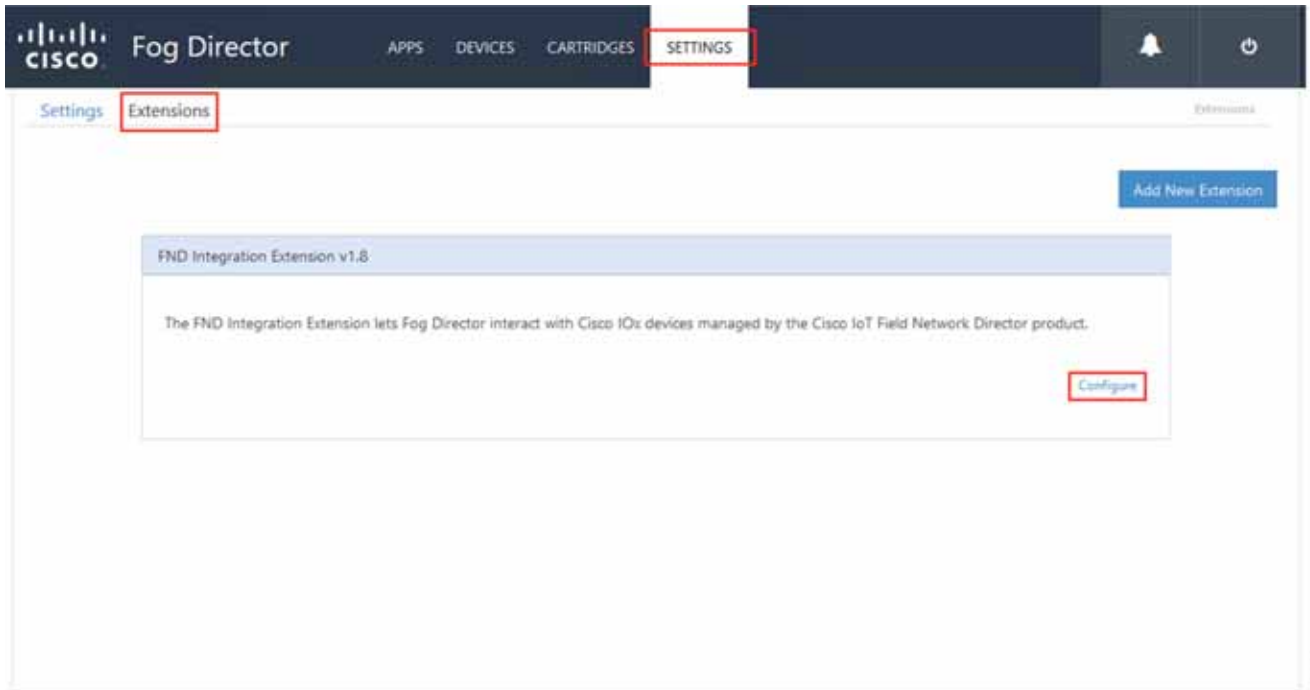 CISCO Fog Director APPS DEVICES CARTRIDGES SETTINGS
Settings Extensions Extensions
Add New Extension
FND Integration Extension v1.8
The FND Integration Extension lets Fog Director interact with Cisco IOx devices managed by the Cisco IoT Field Network Director product.
Configure